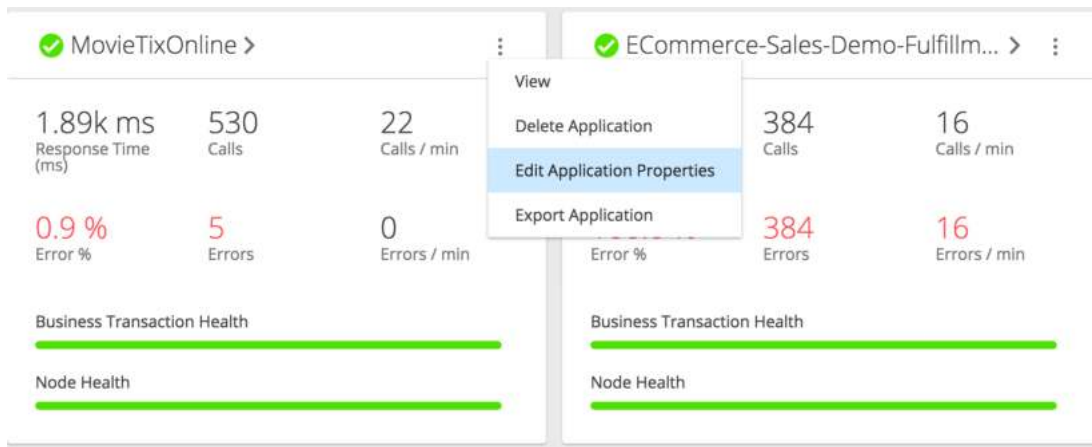 MovieTixOnline >
ECommerce-Sales-Demo-Fulfillm... >
View
Delete Application
Edit Application Properties
Export Application
1.89k ms
Response Time
(ms)
530
Calls
22
Calls / min
384
Calls
16
Calls / min
0.9 %
Error %
5
Errors
0
Errors / min
Error %
384
Errors
16
Errors / min
Business Transaction Health
Node Health
Business Transaction Health
Node Health